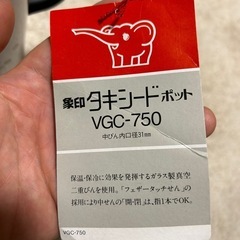 象印タキシードポット
VGC-750
中びん内口径31mm
保温・保冷に効果を発揮するガラス製真空
二重びんを使用。「フェザータッチせん」の
採用により中せんの「開・閉」は、指1本でOK。
VGC-750